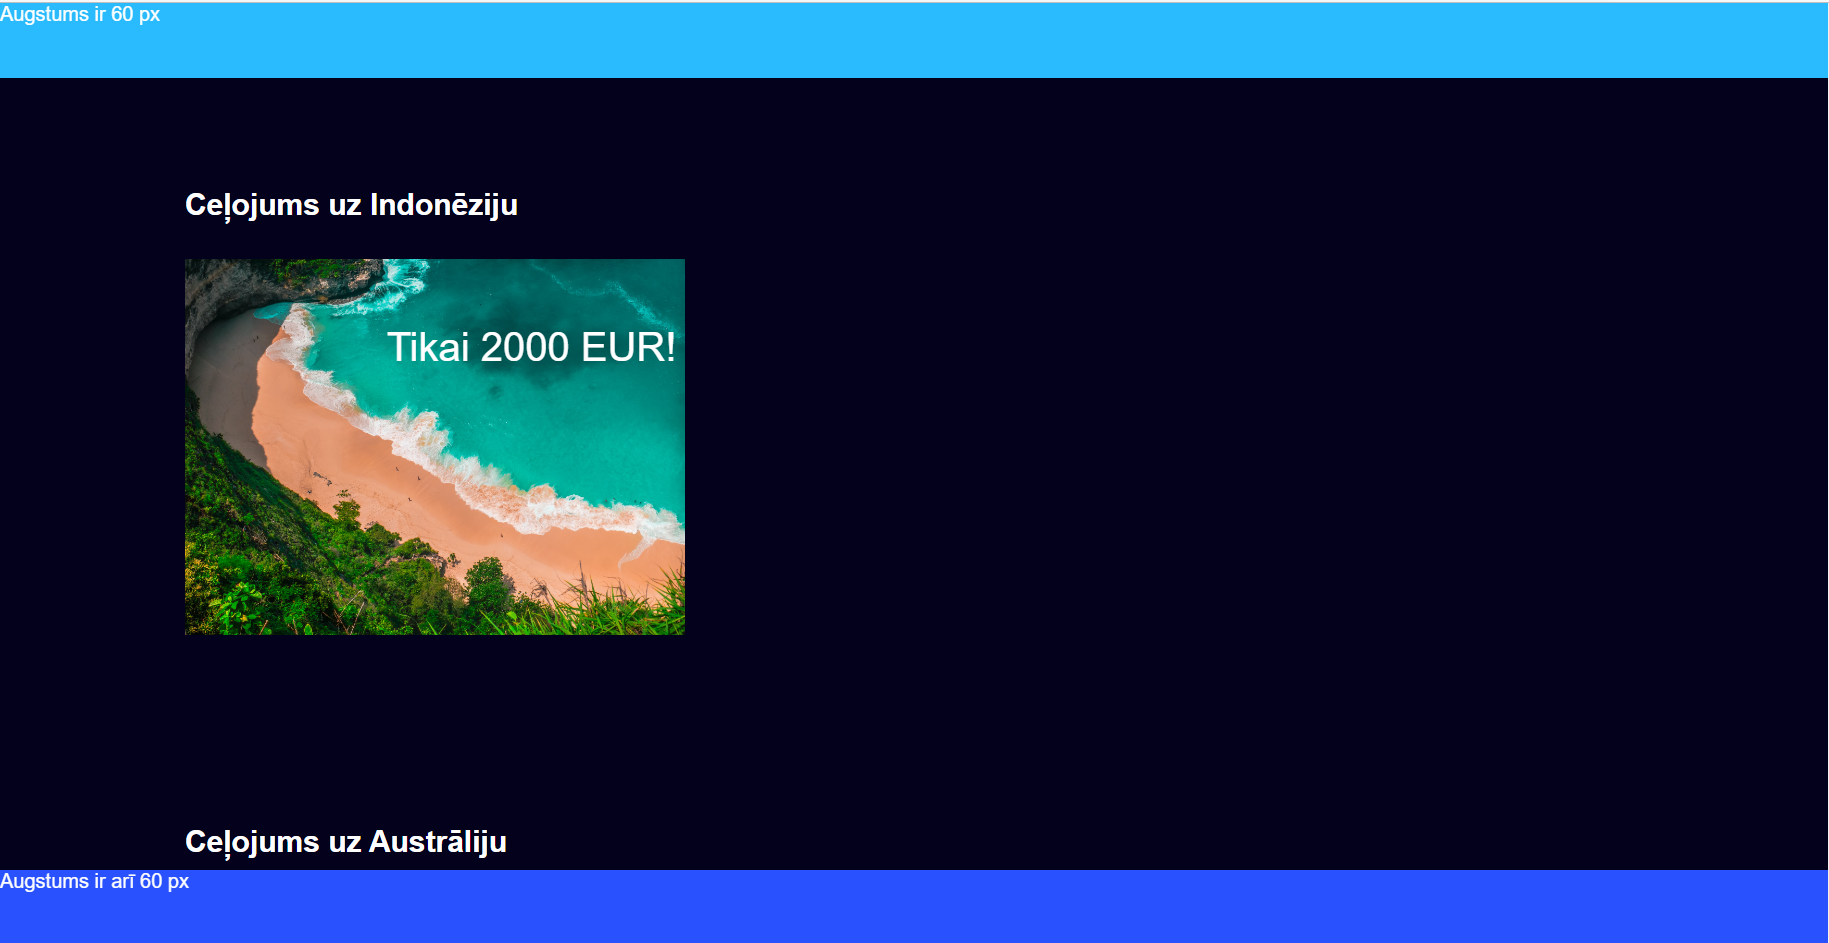 Augstums ir 60 px
Ceļojums uz Indonēziju
Tikai 2000 EUR!
Ceļojums uz Austrāliju
Augstums ir arī 60 px